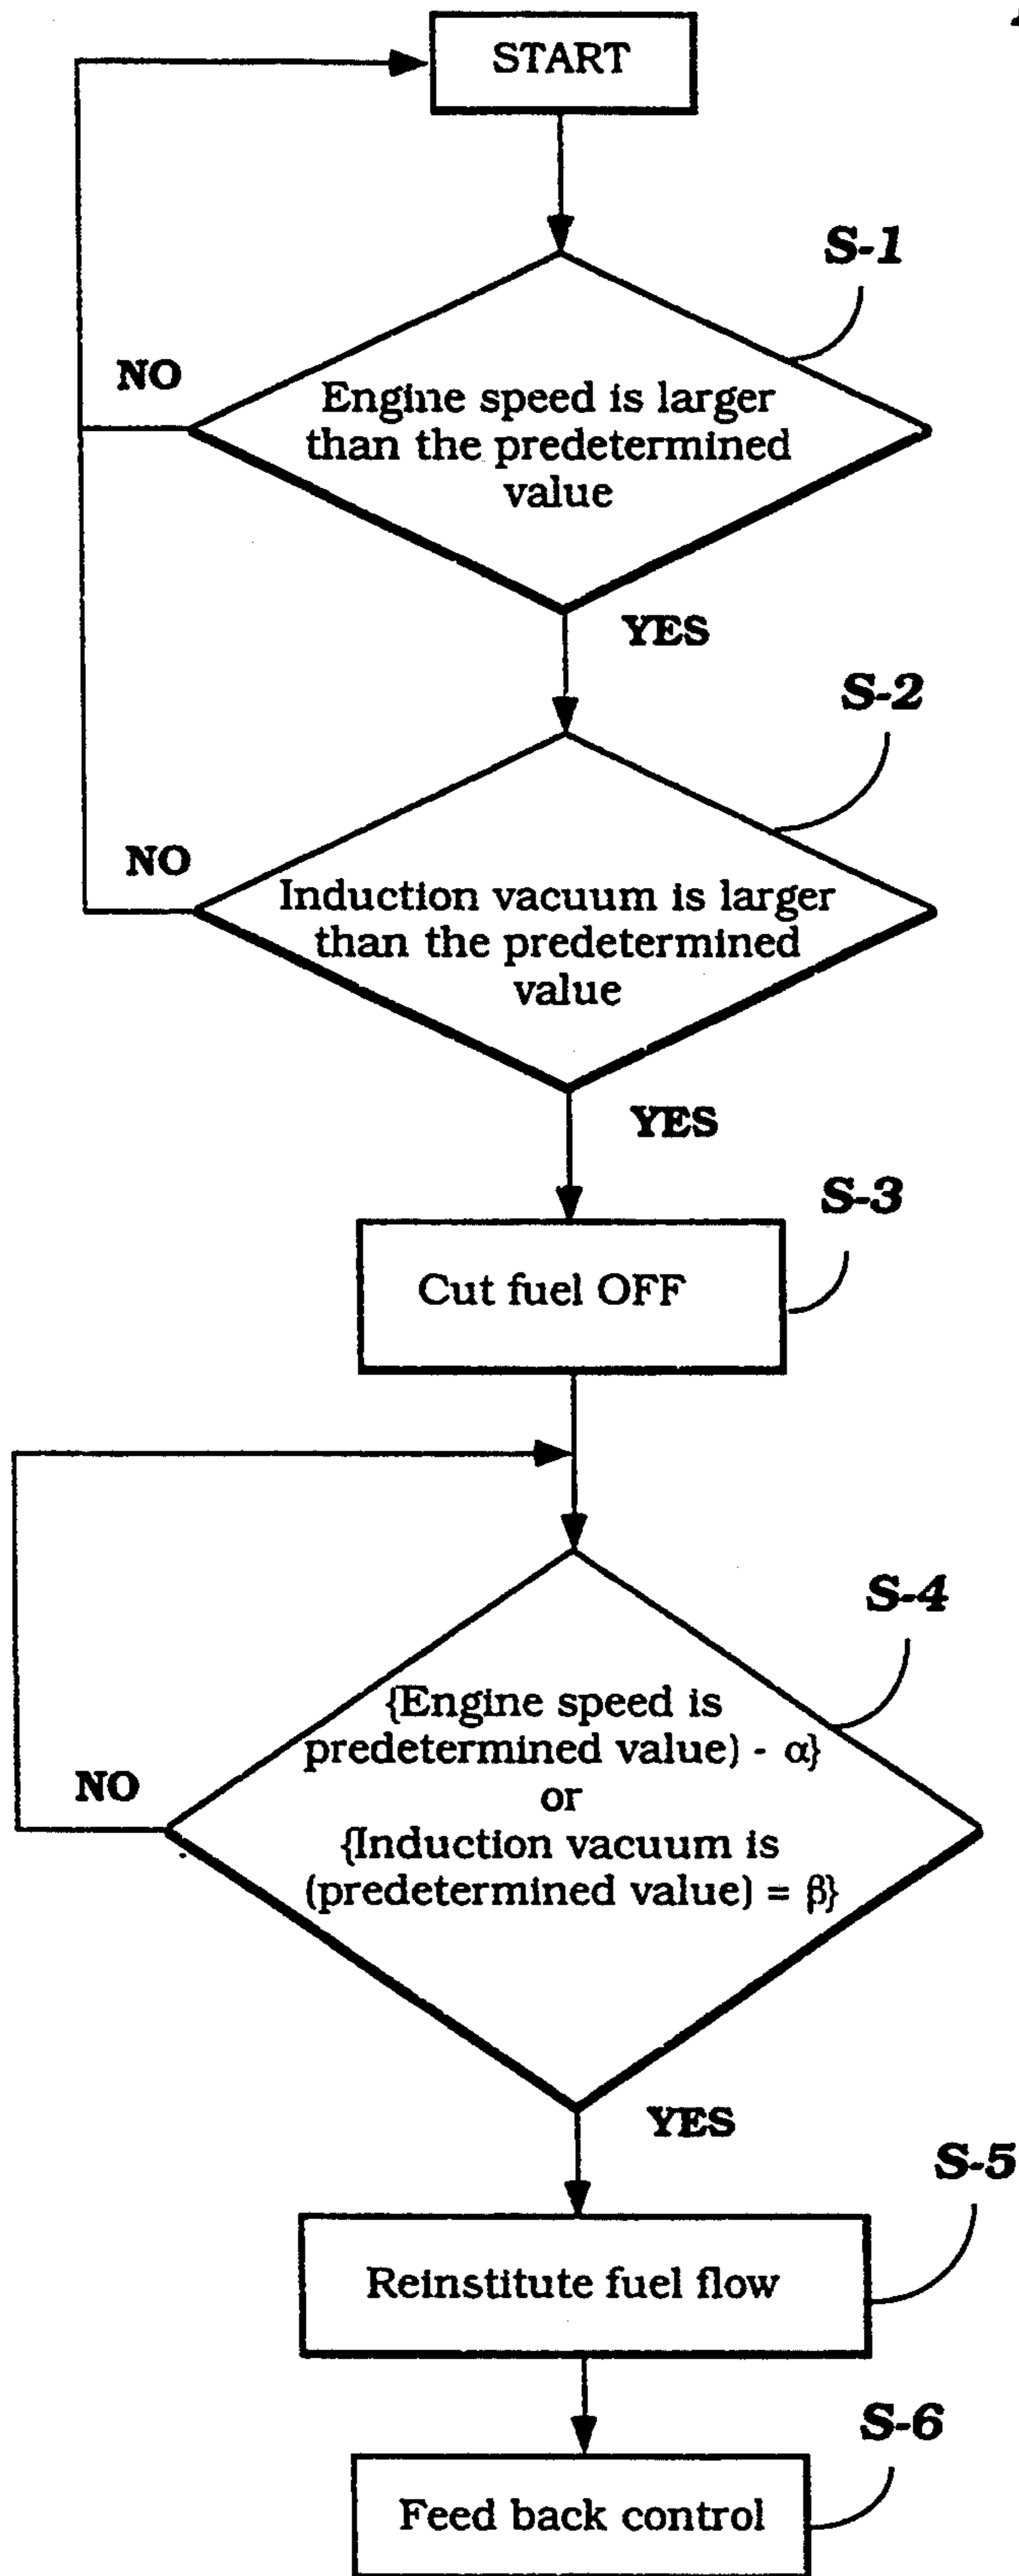 START
S-1
NO
Engine speed is larger
than the predetermined
value
YES
S-2
NO
Induction vacuum is larger
than the predetermined
value
YES
S-3
Cut fuel OFF
S-4
{Engine speed is
predetermined value) - α}
or
NO
{Induction vacuum is
(predetermined value) = β}
YES
S-5
Reinstitute fuel flow
S-6
Feed back control